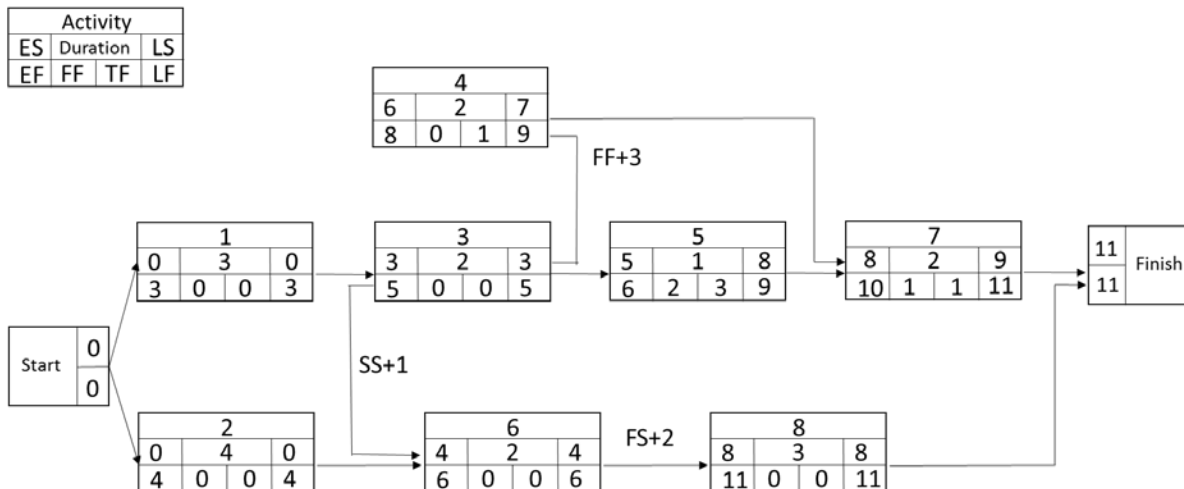 Activity
ES Duration LS
EF FF TF LF
4
6 2 7
8 0 1 9
FF+3
1
0 3 0
3 0 0 3
3
3 2 3
5 0 0 5
5
5 1 8
6 2 3 9
7
8 2 9
10 1 1 11
11
Finish
11
Start
0
0
SS+1
2
0 4 0
4 0 0 4
6
4 2 4
6 0 0 6
FS+2
8
8 3 8
11 0 0 11